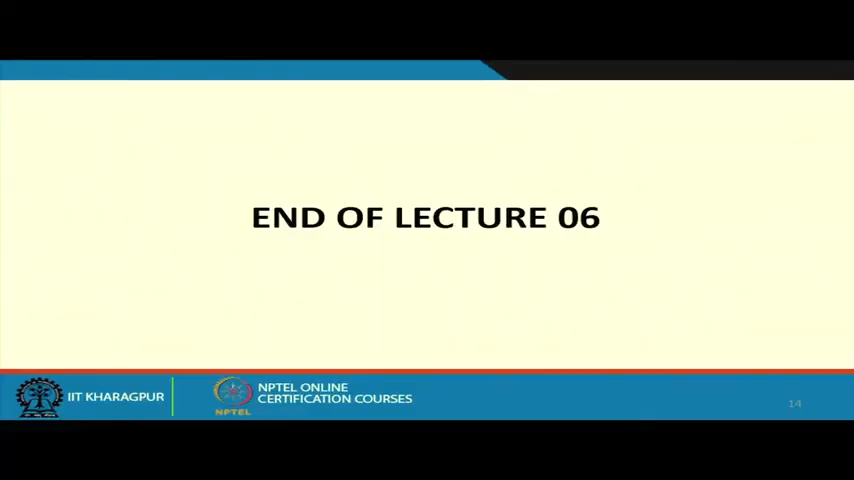 END OF LECTURE 06
IIT KHARAGPUR
NPTEL
NPTEL ONLINE
CERTIFICATION COURSES
14